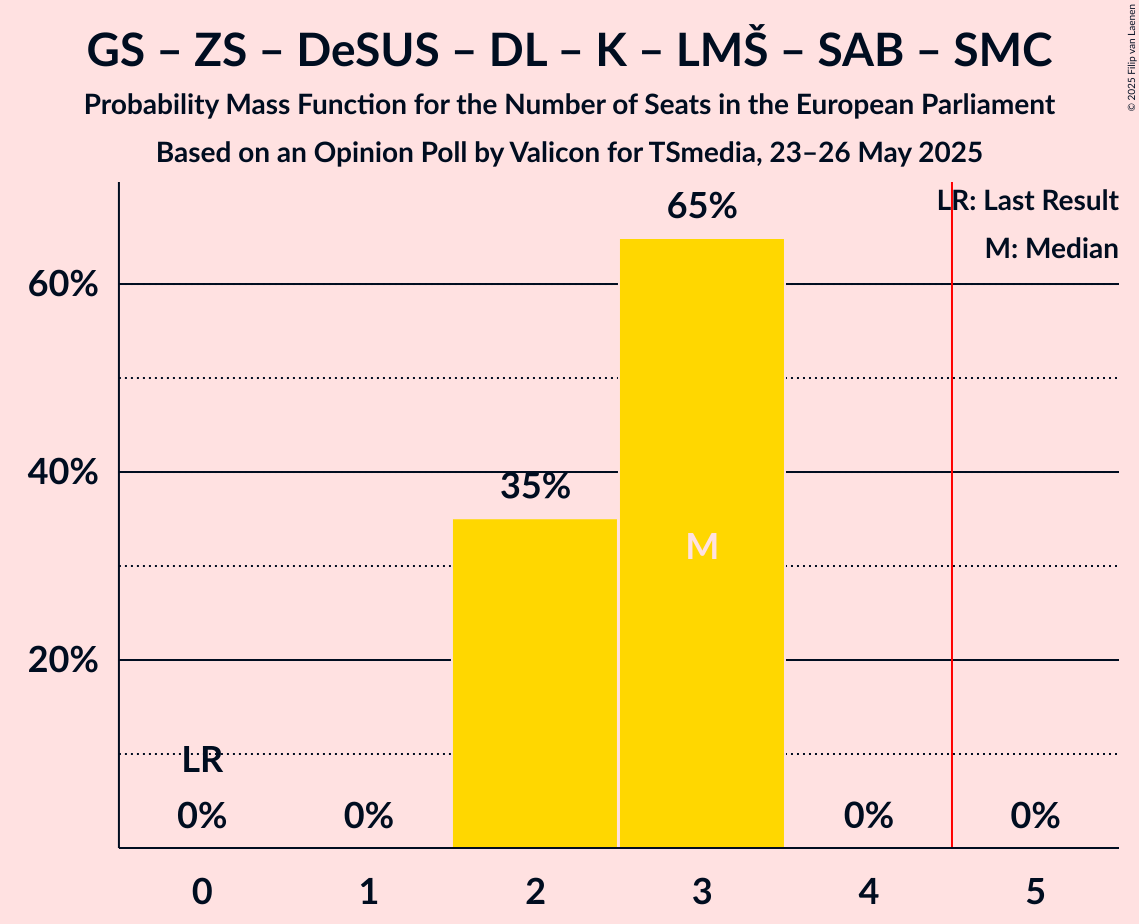 GS – ZS – DeSUS – DL – K – LMŠ – SAB – SMC
Probability Mass Function for the Number of Seats in the European Parliament
Based on an Opinion Poll by Valicon for TSmedia, 23–26 May 2025
© 2025 Filip van Laenen
LR: Last Result
M: Median
65%
60%
40%
35%
M
20%
LR
0% 0% 0% 0%
0 1 2 3 4 5